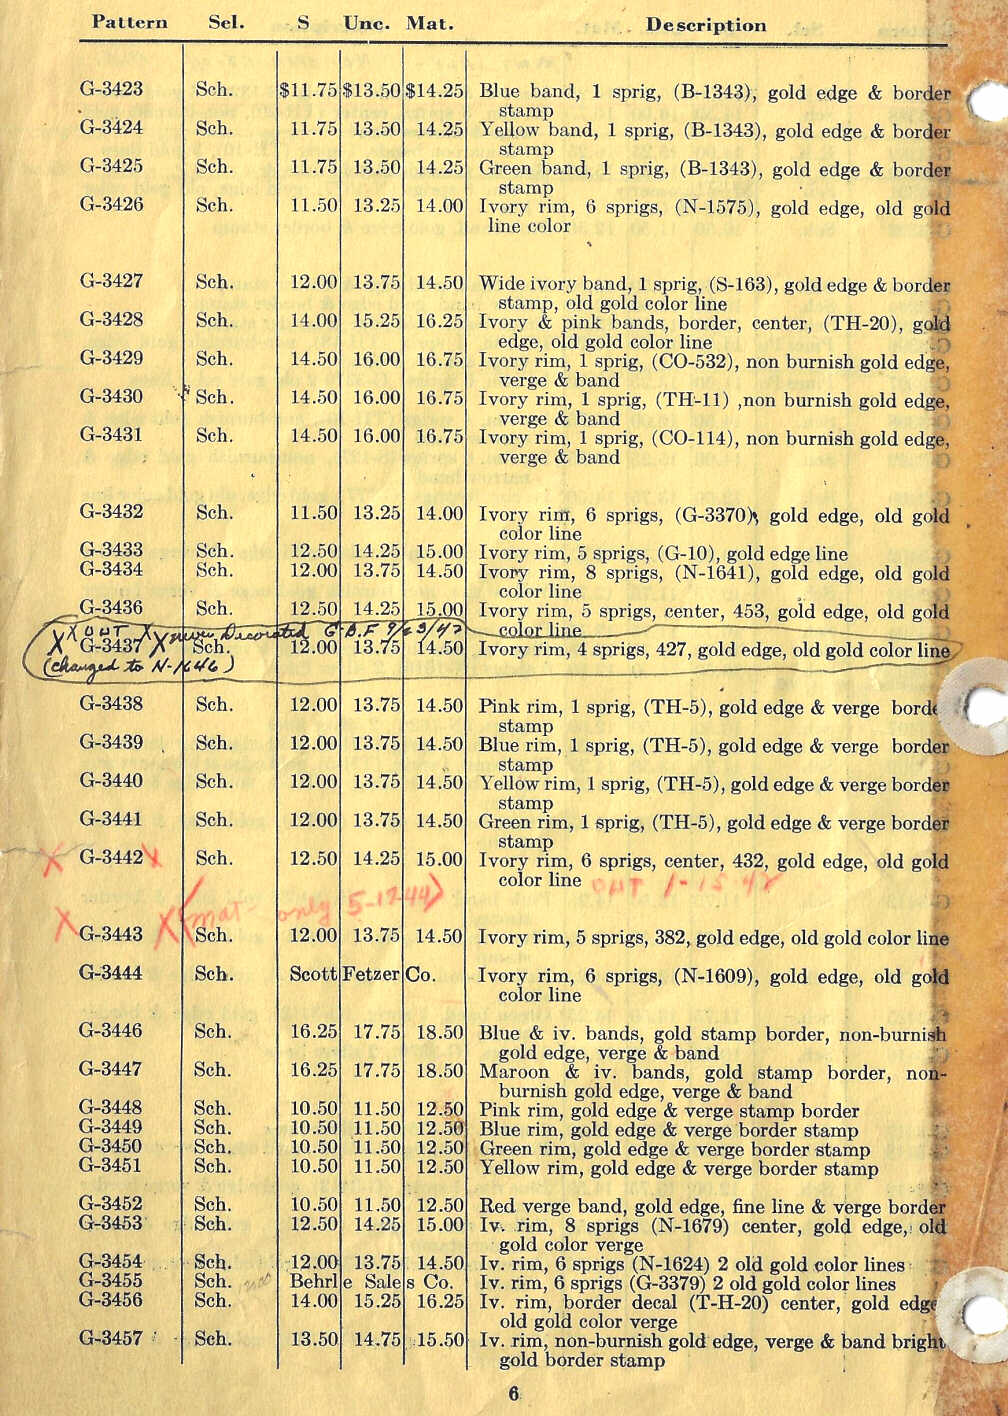 Pattern Sel. S Unc. Mat. Description
G-3423 Sch. $11.75 $13.50 $14.25 Blue band, 1 sprig, (B-1343), gold edge & border
stamp
G-3424 Sch. 11.75 13.50 14.25 Yellow band, 1 sprig, (B-1343), gold edge & border
stamp
G-3425 Sch. 11.75 13.50 14.25 Green band, 1 sprig, (B-1343), gold edge & border
stamp
G-3426 Sch. 11.50 13.25 14.00 Ivory rim, 6 sprigs, (N-1575), gold edge, old gold
line color
G-3427 Sch. 12.00 13.75 14.50 Wide ivory band, 1 sprig, (S-163), gold edge & border
stamp, old gold color line
G-3428 Sch. 14.00 15.25 16.25 Ivory & pink bands, border, center, (TH-20), gold
edge, old gold color line
G-3429 Sch. 14.50 16.00 16.75 Ivory rim, 1 sprig, (CO-532), non burnish gold edge,
verge & band
G-3430 Sch. 14.50 16.00 16.75 Ivory rim, 1 sprig, (TH-11) ,non burnish gold edge,
verge & band
G-3431 Sch. 14.50 16.00 16.75 Ivory rim, 1 sprig, (CO-114), non burnish gold edge,
verge & band
G-3432 Sch. 11.50 13.25 14.00 Ivory rim, 6 sprigs, (G-3370), gold edge, old gold
color line
G-3433 Sch. 12.50 14.25 15.00 Ivory rim, 5 sprigs, (G-10), gold edge line
G-3434 Sch. 12.00 13.75 14.50 Ivory rim, 8 sprigs, (N-1641), gold edge, old gold
color line
G-3436 Sch. 12.50 14.25 15.00 Ivory rim, 5 sprigs, center, 453, gold edge, old gold
color line
X X OUT X X never Decorated G.B.F 9/23/42
G-3437 Sch. 12.00 13.75 14.50 Ivory rim, 4 sprigs, 427, gold edge, old gold color line
(changed to N-1646)
G-3438 Sch. 12.00 13.75 14.50 Pink rim, 1 sprig, (TH-5), gold edge & verge borde
stamp
G-3439 Sch. 12.00 13.75 14.50 Blue rim, 1 sprig, (TH-5), gold edge & verge border
stamp
G-3440 Sch. 12.00 13.75 14.50 Yellow rim, 1 sprig, (TH-5), gold edge & verge border
stamp
G-3441 Sch. 12.00 13.75 14.50 Green rim, 1 sprig, (TH-5), gold edge & verge border
stamp
X G-3442 X Sch. 12.50 14.25 15.00 Ivory rim, 6 sprigs, center, 432, gold edge, old gold
color line OUT 1-15-42
(mat- only 5-17-44)
X G-3443 X X Sch. 12.00 13.75 14.50 Ivory rim, 5 sprigs, 382, gold edge, old gold color line
G-3444 Sch. Scott Fetzer Co. Ivory rim, 6 sprigs, (N-1609), gold edge, old gold
color line
G-3446 Sch. 16.25 17.75 18.50 Blue & iv. bands, gold stamp border, non-burnish
gold edge, verge & band
G-3447 Sch. 16.25 17.75 18.50 Maroon & iv. bands, gold stamp border, non-
burnish gold edge, verge & band
G-3448 Sch. 10.50 11.50 12.50 Pink rim, gold edge & verge stamp border
G-3449 Sch. 10.50 11.50 12.50 Blue rim, gold edge & verge border stamp
G-3450 Sch. 10.50 11.50 12.50 Green rim, gold edge & verge border stamp
G-3451 Sch. 10.50 11.50 12.50 Yellow rim, gold edge & verge border stamp
G-3452 Sch. 10.50 11.50 12.50 Red verge band, gold edge, fine line & verge border
G-3453 Sch. 12.50 14.25 15.00 Iv. rim, 8 sprigs (N-1679) center, gold edge, old
gold color verge
G-3454 Sch. 12.00 13.75 14.50 Iv. rim, 6 sprigs (N-1624) 2 old gold color lines
G-3455 Sch. Behrle Sales Co. Iv. rim, 6 sprigs (G-3379) 2 old gold color lines
G-3456 Sch. 14.00 15.25 16.25 Iv. rim, border decal (T-H-20) center, gold edge
old gold color verge
G-3457 Sch. 13.50 14.75 15.50 Iv. rim, non-burnish gold edge, verge & band bright
gold border stamp
6